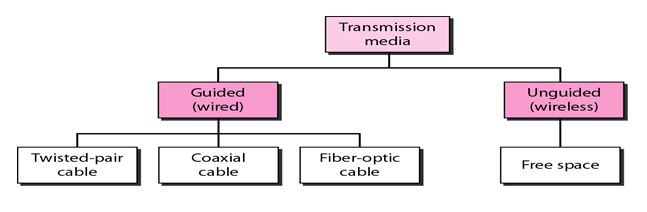 Transmission
media
Guided
(wired)
Unguided
(wireless)
Twisted-pair
cable
Coaxial
cable
Fiber-optic
cable
Free space